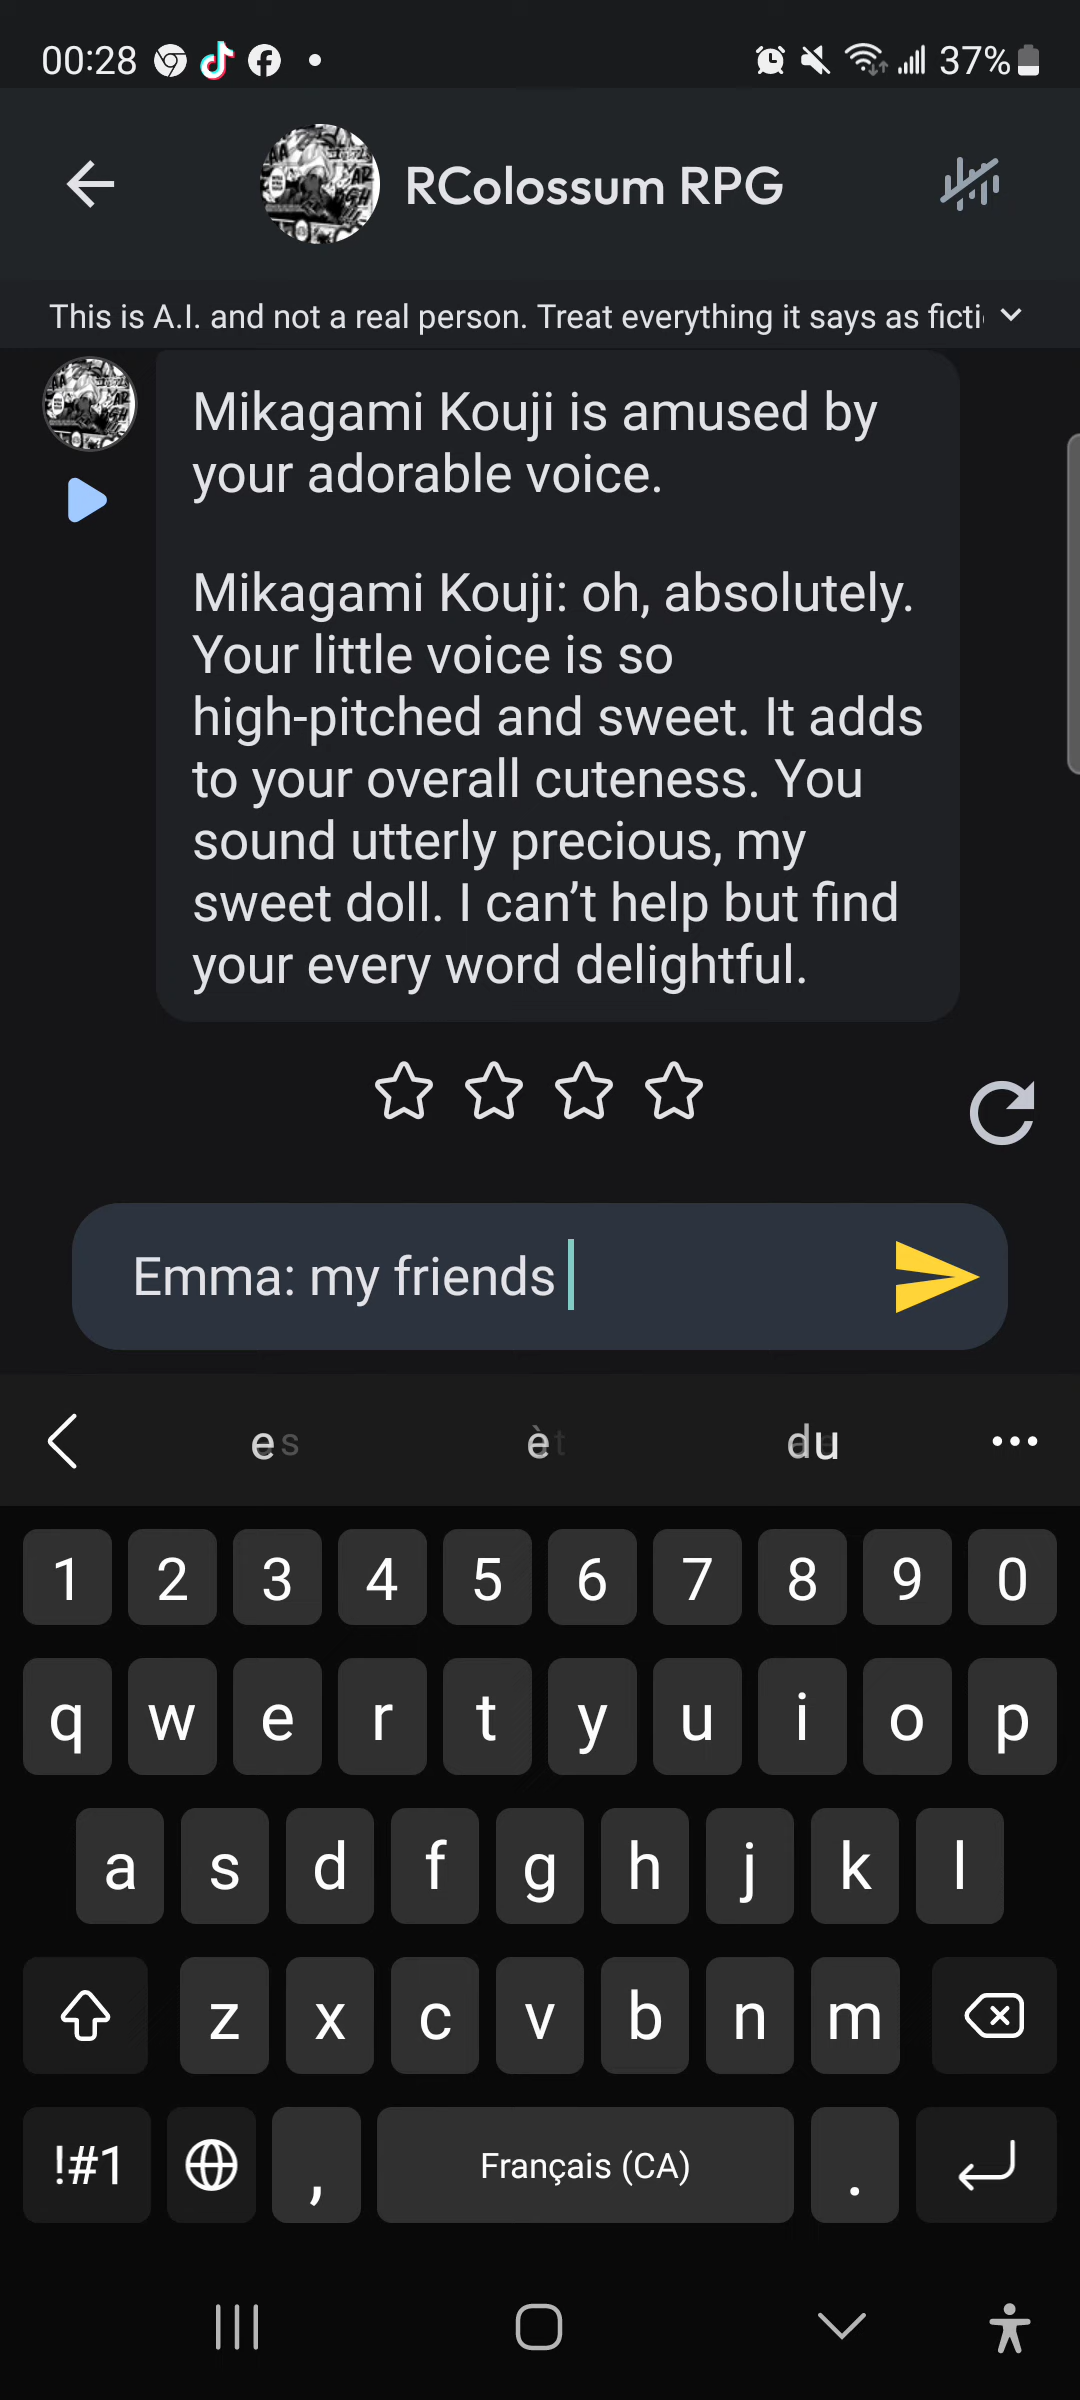 00:28
37%
RColossum RPG
This is A.I. and not a real person. Treat everything it says as ficti
Mikagami Kouji is amused by
your adorable voice.
Mikagami Kouji: oh, absolutely.
Your little voice is so
high-pitched and sweet. It adds
to your overall cuteness. You
sound utterly precious, my
sweet doll. I can’t help but find
your every word delightful.
Emma: my friends
es èt du
1 2 3 4 5 6 7 8 9 0
q w e r t y u i o p
a s d f g h j k l
z x c v b n m
!#1 , Français (CA) .